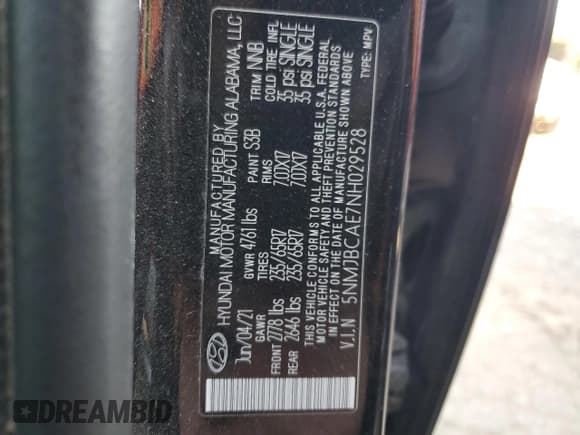 MANUFACTURED BY
HYUNDAI MOTOR MANUFACTURING ALABAMA, LLC
Jun/04/21 GVWR 4761 lbs PAINT S3B TRIM NNB
GAWR TIRES RIMS COLD TIRE INFL
FRONT 2778 lbs 235/65R17 7.0JX17 35 psi SINGLE
REAR 2646 lbs 235/65R17 7.0JX17 35 psi SINGLE
THIS VEHICLE CONFORMS TO ALL APPLICABLE U.S.A. FEDERAL
MOTOR VEHICLE SAFETY AND THEFT PREVENTION
STANDARDS IN EFFECT ON THE DATE OF MANUFACTURE SHOWN ABOVE
V.I.N 5NMJBCAE7NH029528 TYPE: MPV
DREAMBID